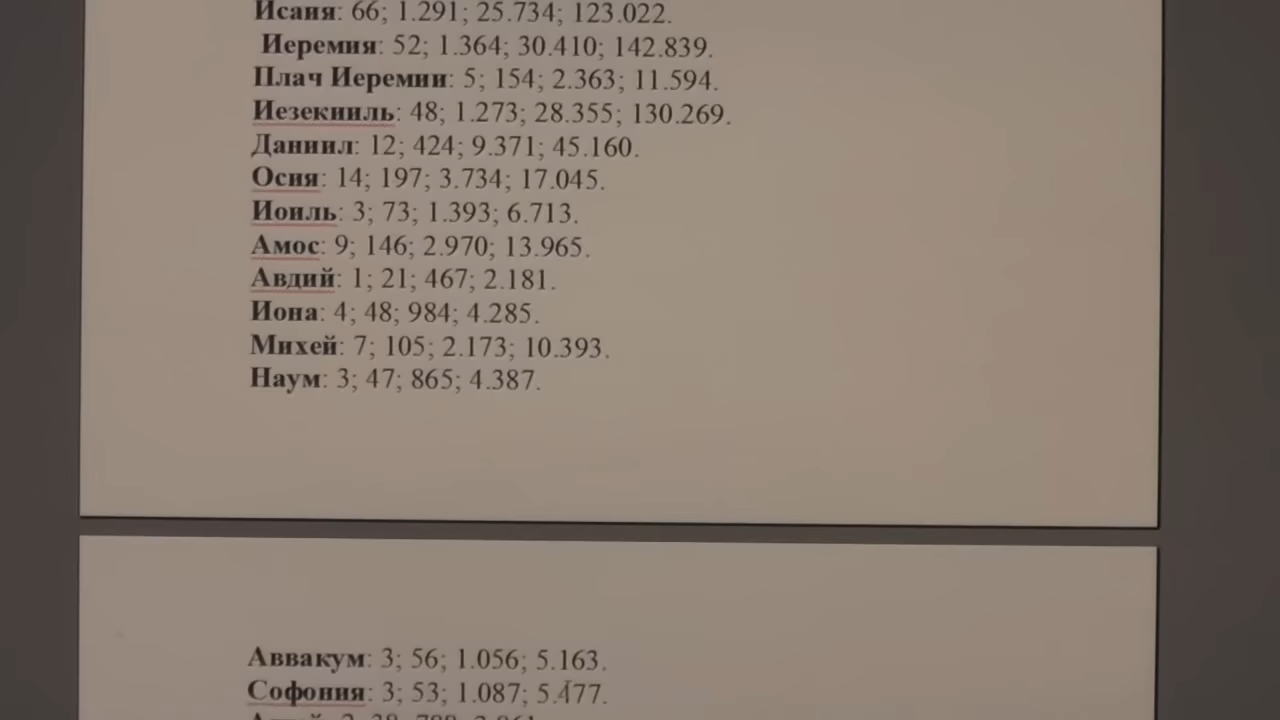 Исаия: 66; 1.291; 25.734; 123.022.
Иеремия: 52; 1.364; 30.410; 142.839.
Плач Иеремии: 5; 154; 2.363; 11.594.
Иезекииль: 48; 1.273; 28.355; 130.269.
Даниил: 12; 424; 9.371; 45.160.
Осия: 14; 197; 3.734; 17.045.
Иоиль: 3; 73; 1.393; 6.713.
Амос: 9; 146; 2.970; 13.965.
Авдий: 1; 21; 467; 2.181.
Иона: 4; 48; 984; 4.285.
Михей: 7; 105; 2.173; 10.393.
Наум: 3; 47; 865; 4.387.
Аввакум: 3; 56; 1.056; 5.163.
Софония: 3; 53; 1.087; 5.477.